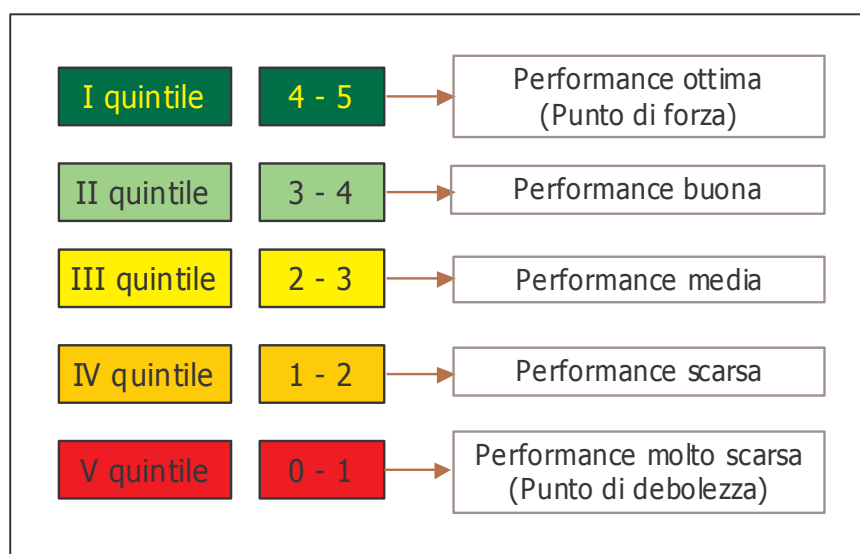 I quintile
4 - 5
Performance ottima
(Punto di forza)
II quintile
3 - 4
Performance buona
III quintile
2 - 3
Performance media
IV quintile
1 - 2
Performance scarsa
V quintile
0 - 1
Performance molto scarsa
(Punto di debolezza)